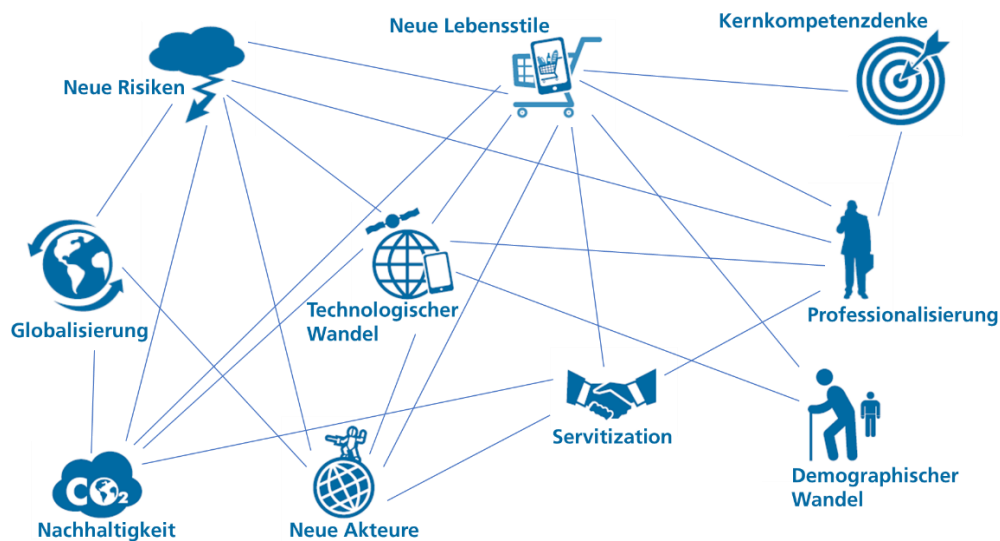 Neue Lebensstile
Kernkompetenzdenke
Neue Risiken
Globalisierung
Technologischer
Wandel
Professionalisierung
Servitization
Demographischer
Wandel
CO2
Nachhaltigkeit
Neue Akteure